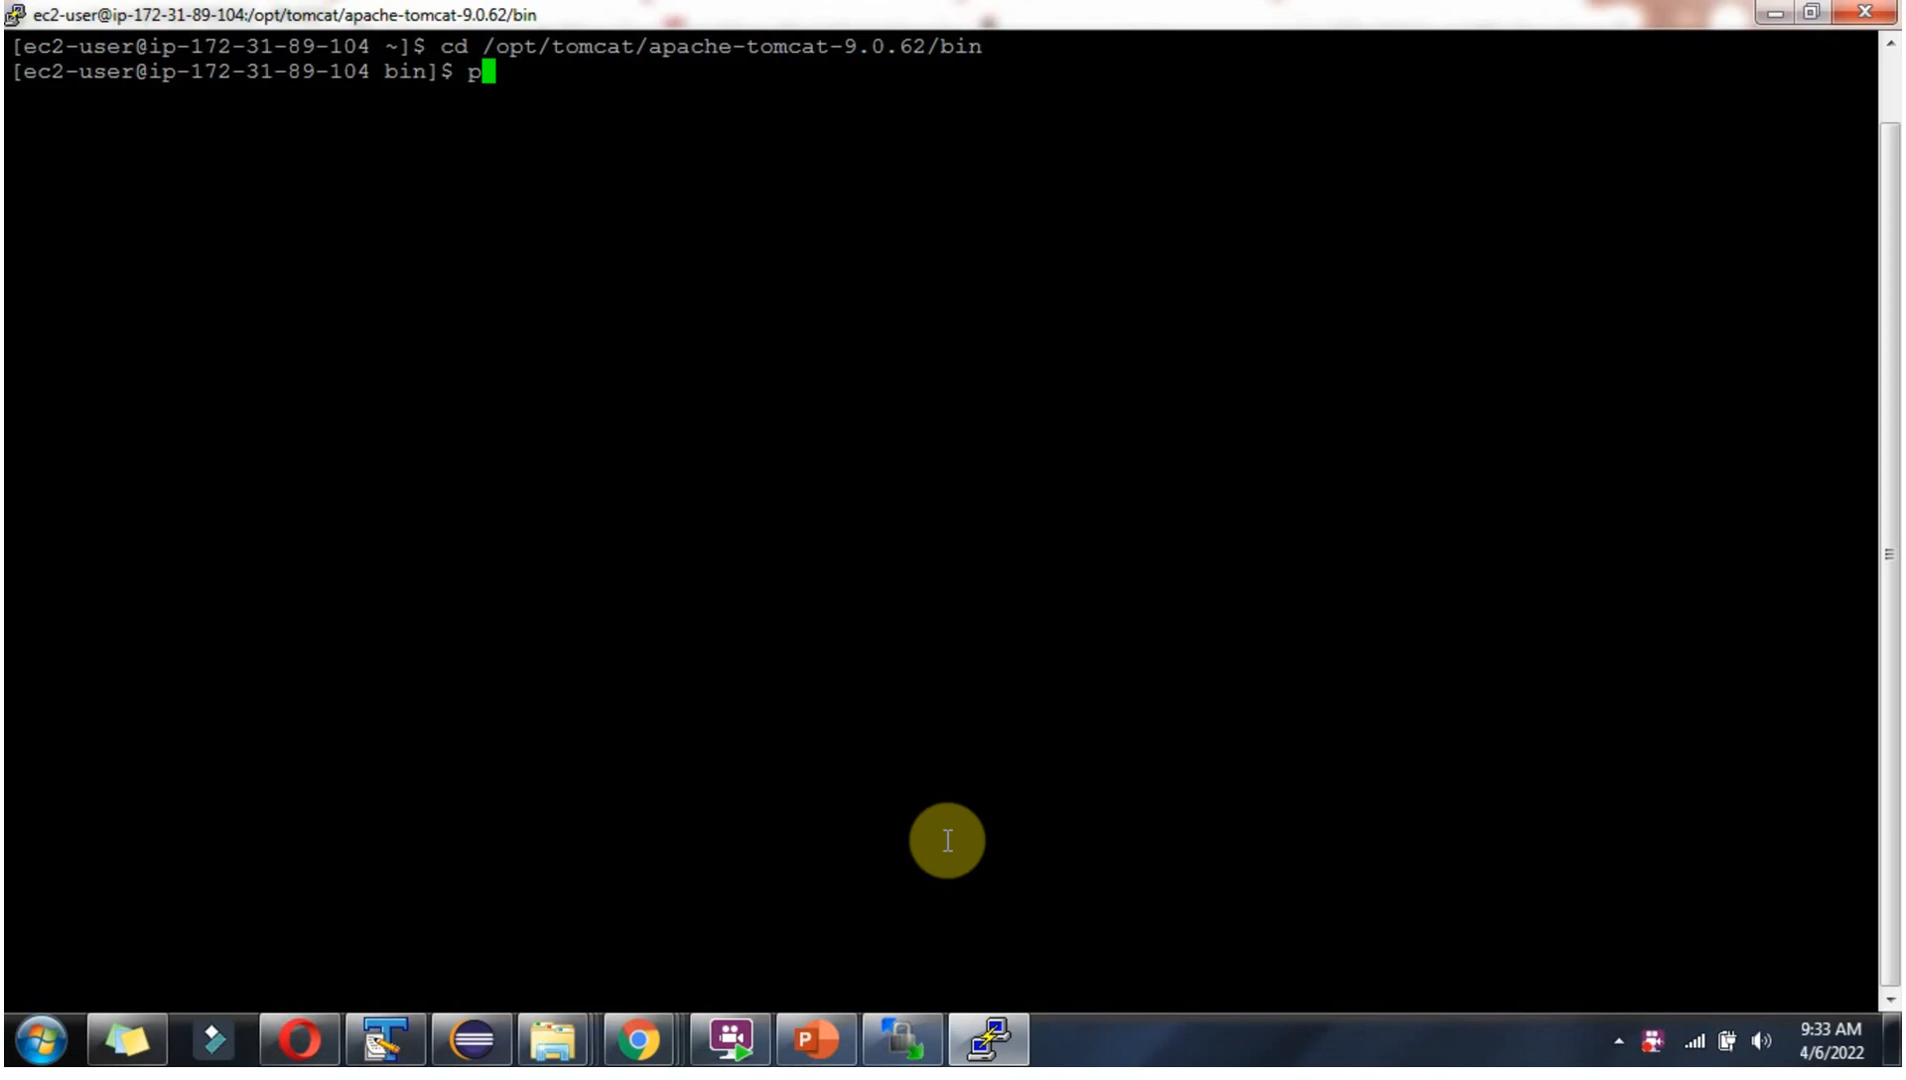 ec2-user@ip-172-31-89-104:/opt/tomcat/apache-tomcat-9.0.62/bin
[ec2-user@ip-172-31-89-104 ~]$ cd /opt/tomcat/apache-tomcat-9.0.62/bin
[ec2-user@ip-172-31-89-104 bin]$ p
9:33 AM
4/6/2022